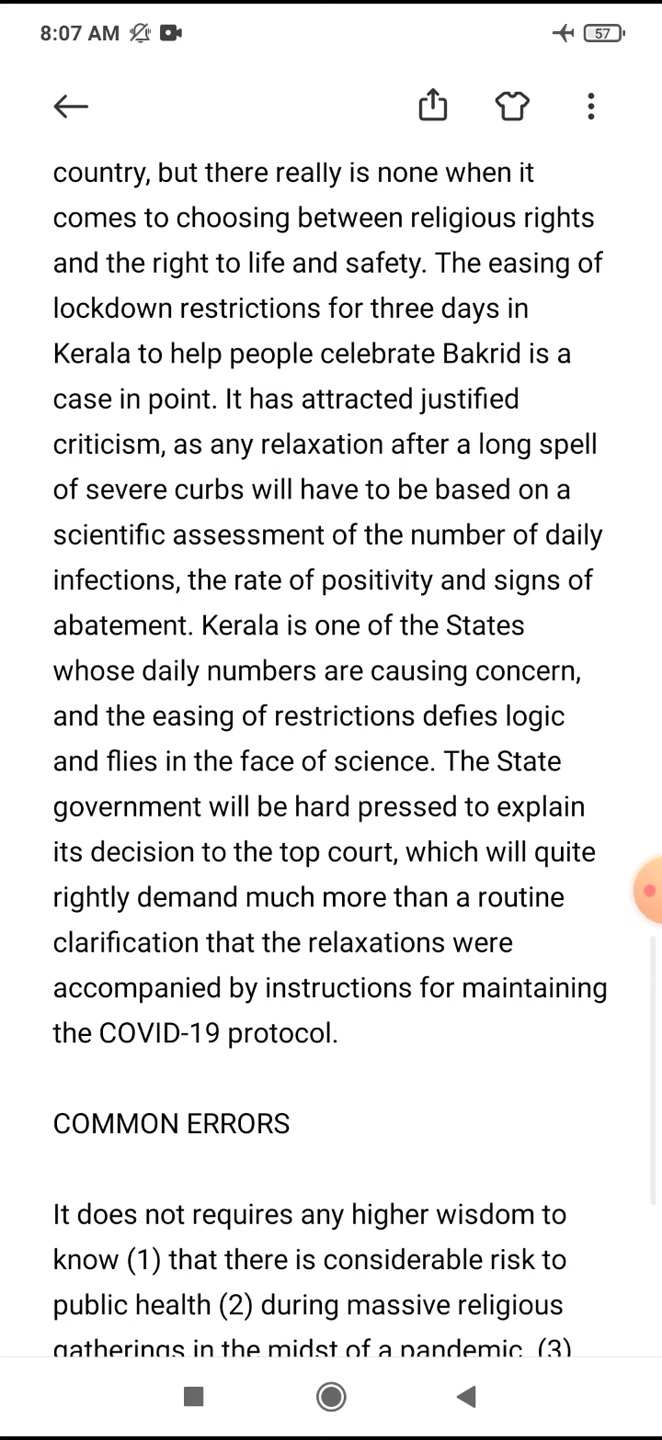 8:07 AM
57
country, but there really is none when it
comes to choosing between religious rights
and the right to life and safety. The easing of
lockdown restrictions for three days in
Kerala to help people celebrate Bakrid is a
case in point. It has attracted justified
criticism, as any relaxation after a long spell
of severe curbs will have to be based on a
scientific assessment of the number of daily
infections, the rate of positivity and signs of
abatement. Kerala is one of the States
whose daily numbers are causing concern,
and the easing of restrictions defies logic
and flies in the face of science. The State
government will be hard pressed to explain
its decision to the top court, which will quite
rightly demand much more than a routine
clarification that the relaxations were
accompanied by instructions for maintaining
the COVID-19 protocol.
COMMON ERRORS
It does not requires any higher wisdom to
know (1) that there is considerable risk to
public health (2) during massive religious
gatherings in the midst of a pandemic. (3)